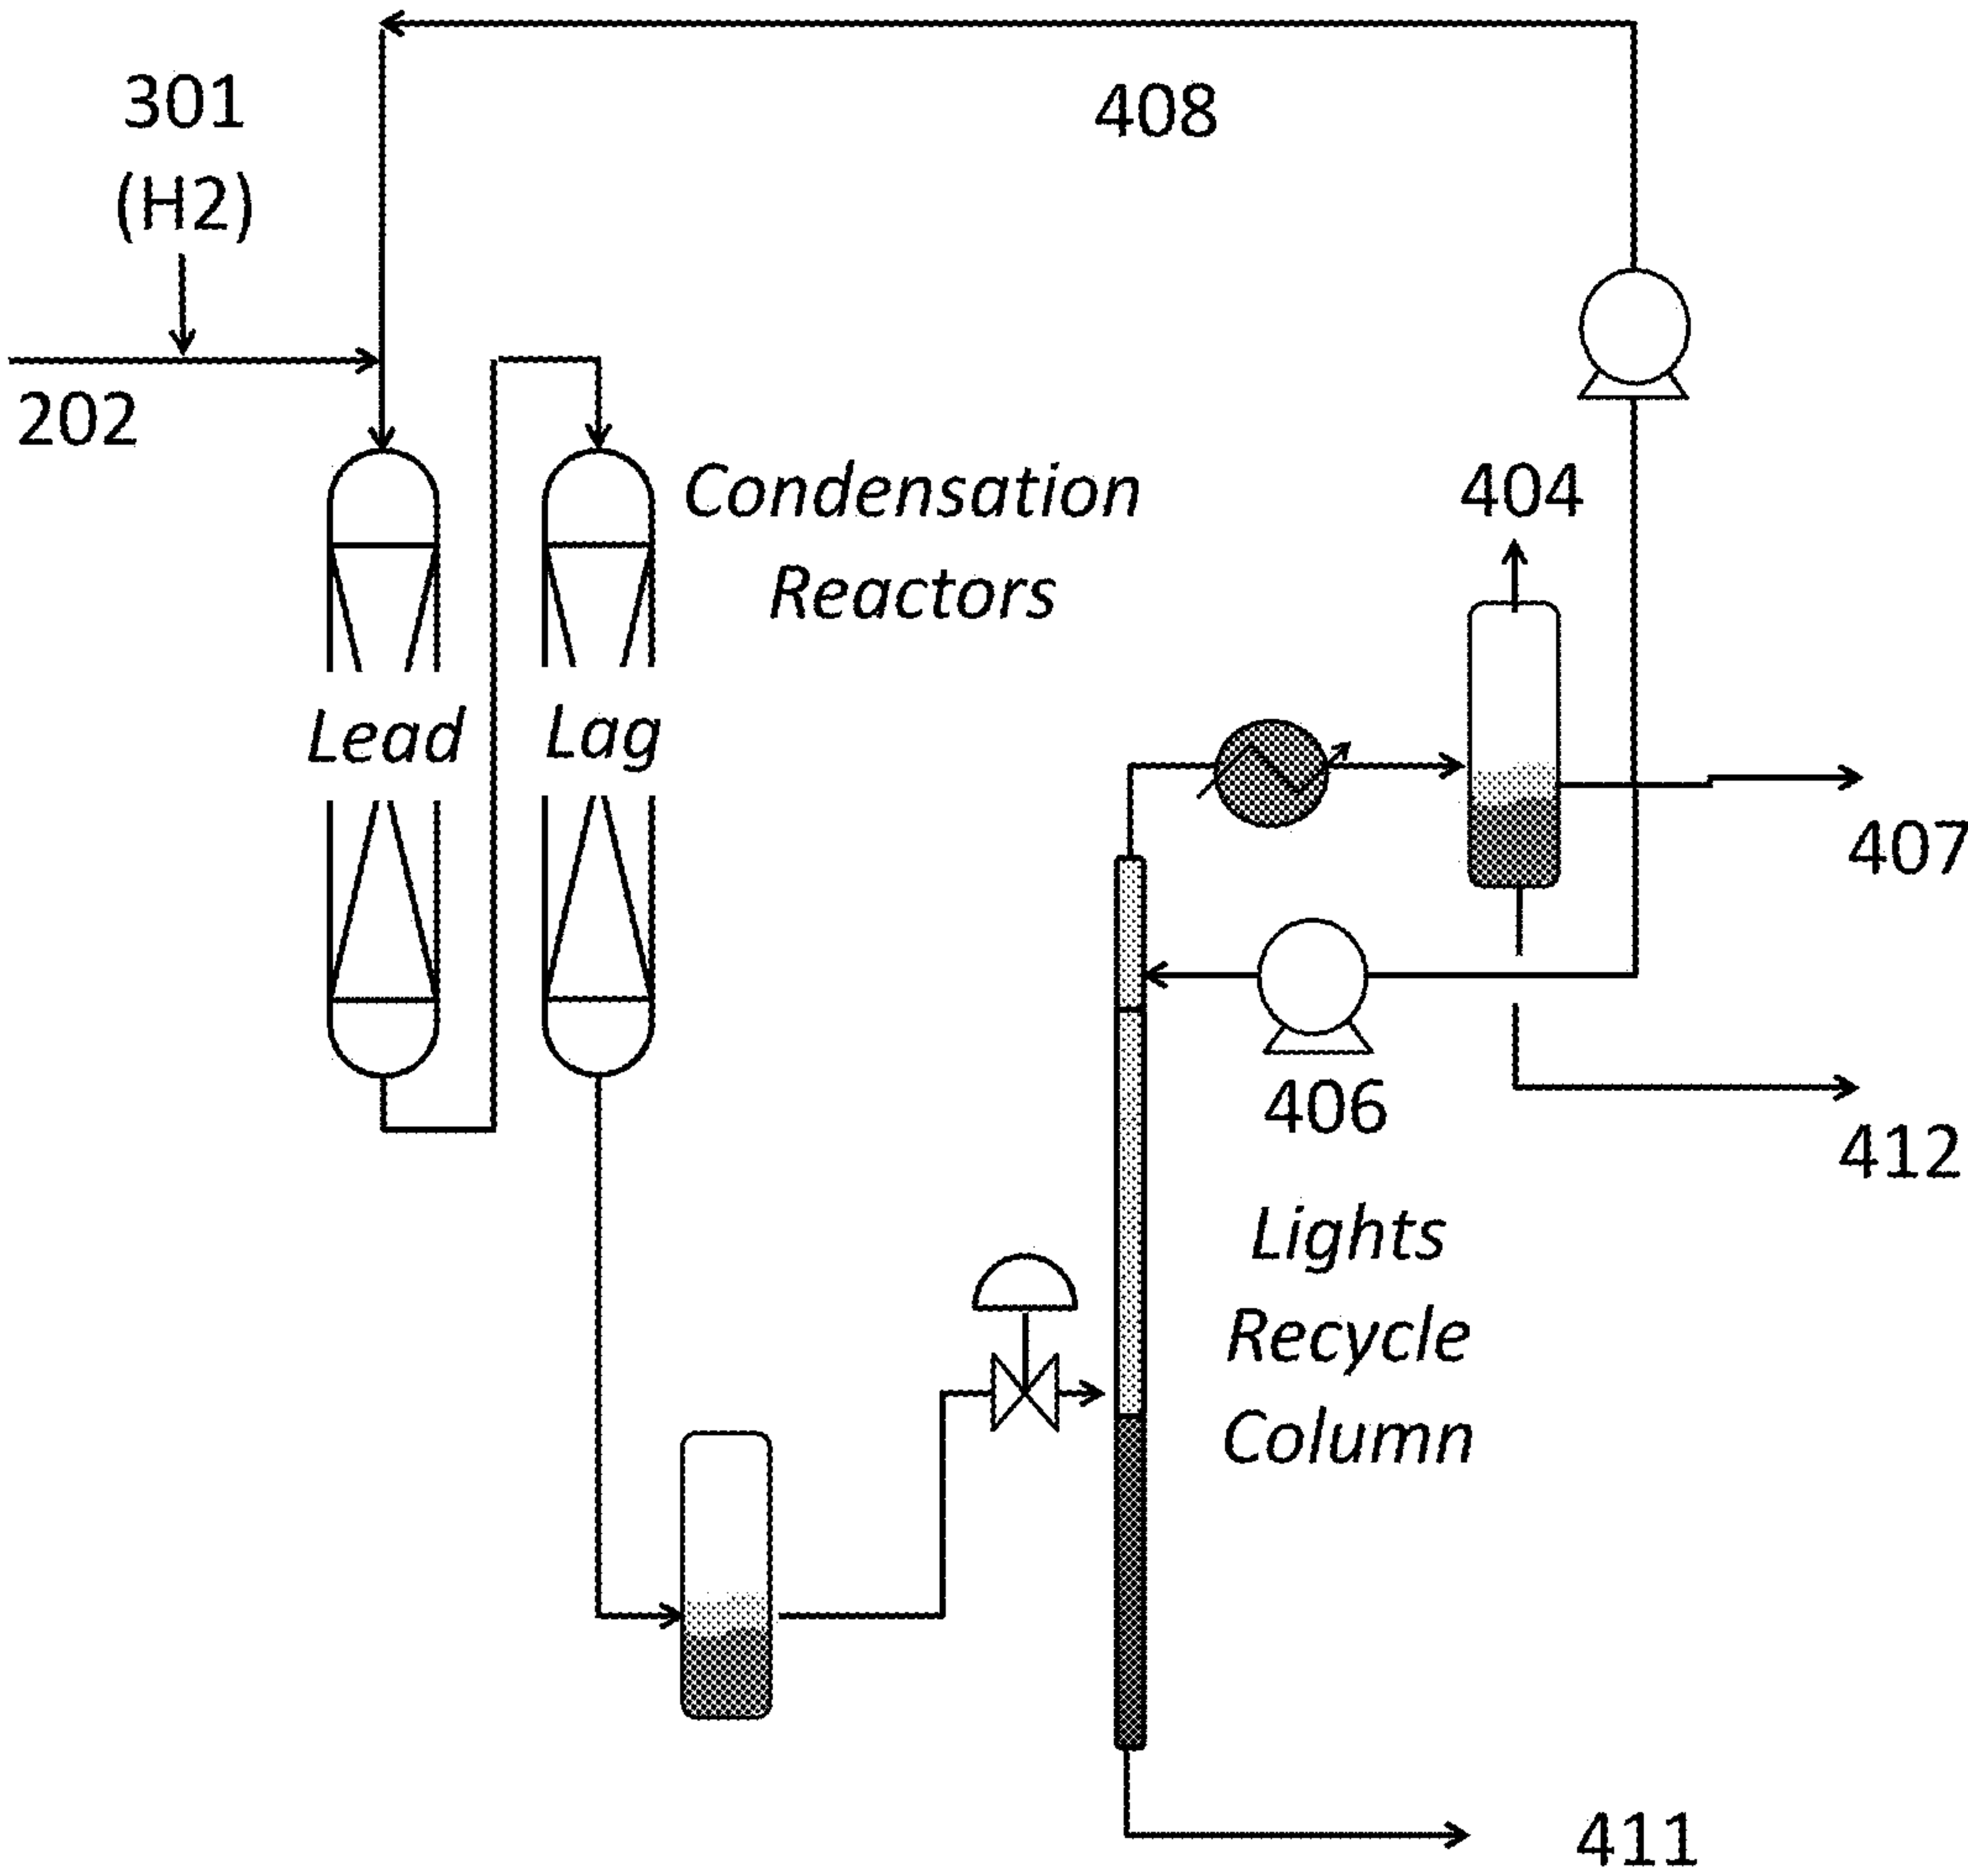 301
(H2)
408
202
Condensation
Reactors
404
Lead
Lag
407
406
412
Lights
Recycle
Column
411